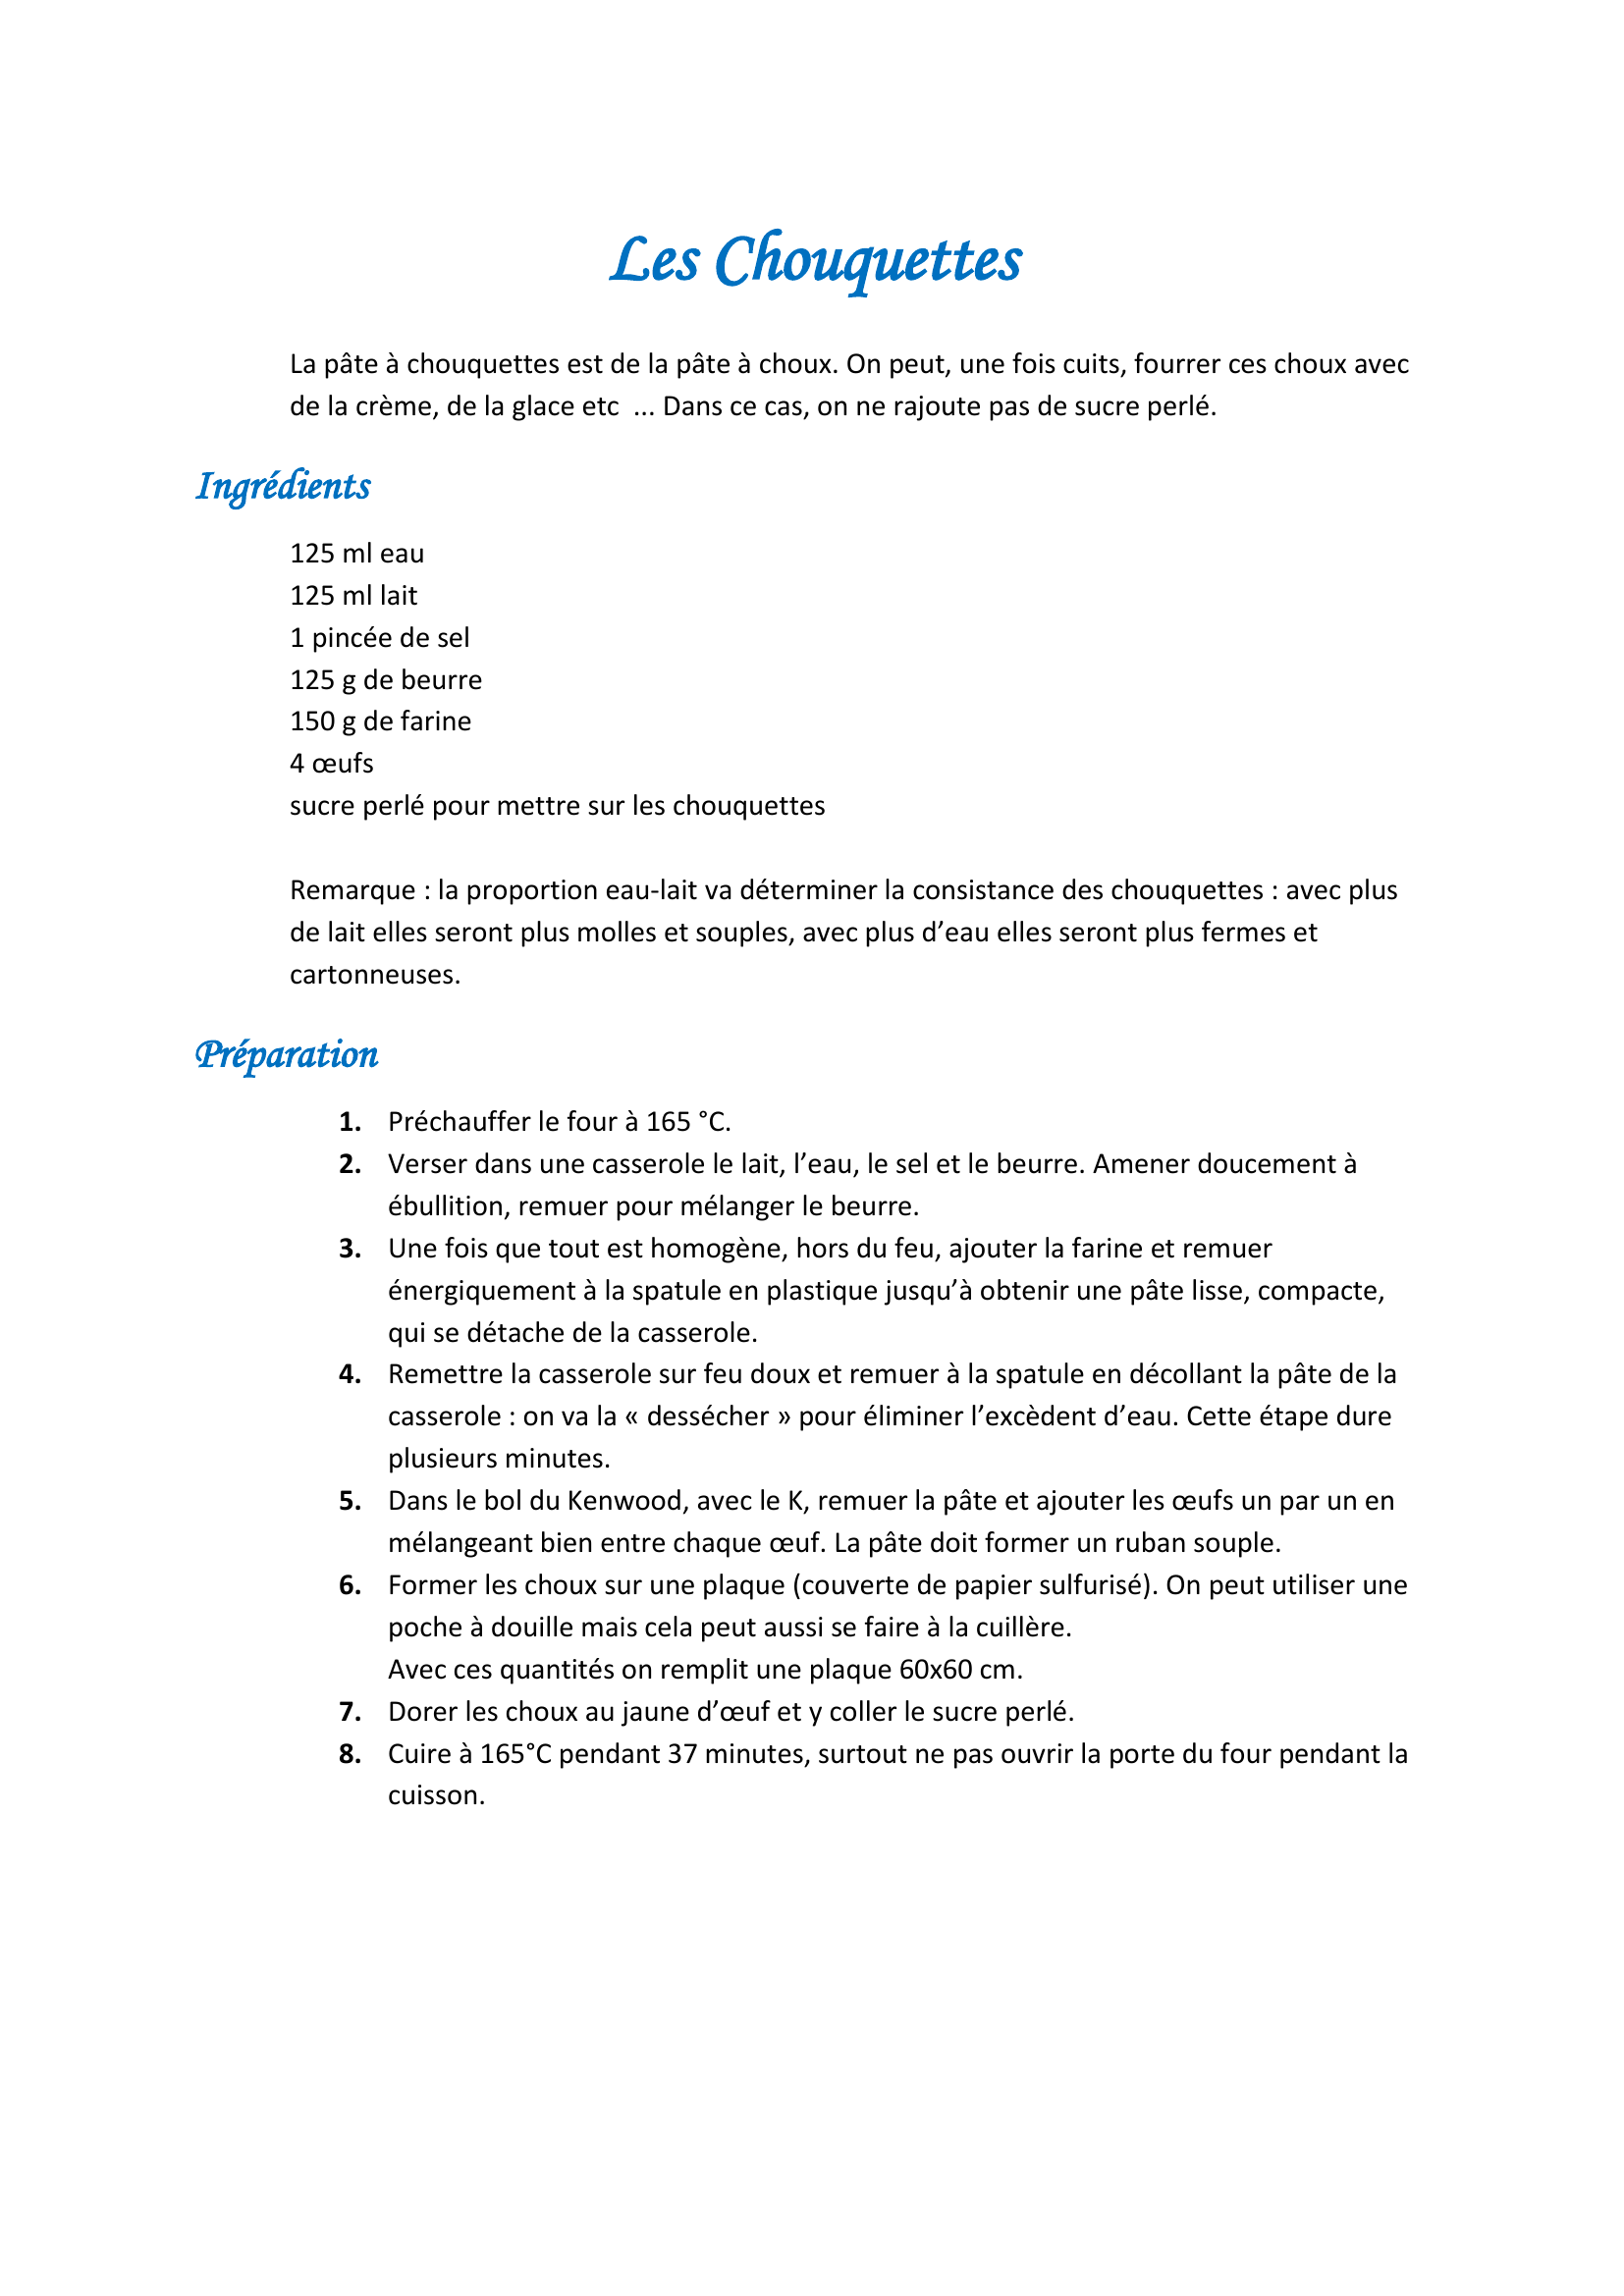 Les Chouquettes
La pâte à chouquettes est de la pâte à choux. On peut, une fois cuits, fourrer ces choux avec
de la crème, de la glace etc  ... Dans ce cas, on ne rajoute pas de sucre perlé.
Ingrédients
125 ml eau
125 ml lait
1 pincée de sel
125 g de beurre
150 g de farine
4 œufs
sucre perlé pour mettre sur les chouquettes
Remarque : la proportion eau-lait va déterminer la consistance des chouquettes : avec plus
de lait elles seront plus molles et souples, avec plus d’eau elles seront plus fermes et
cartonneuses.
Préparation
1. Préchauffer le four à 165 °C.
2. Verser dans une casserole le lait, l’eau, le sel et le beurre. Amener doucement à
ébullition, remuer pour mélanger le beurre.
3. Une fois que tout est homogène, hors du feu, ajouter la farine et remuer
énergiquement à la spatule en plastique jusqu’à obtenir une pâte lisse, compacte,
qui se détache de la casserole.
4. Remettre la casserole sur feu doux et remuer à la spatule en décollant la pâte de la
casserole : on va la « dessécher » pour éliminer l’excèdent d’eau. Cette étape dure
plusieurs minutes.
5. Dans le bol du Kenwood, avec le K, remuer la pâte et ajouter les œufs un par un en
mélangeant bien entre chaque œuf. La pâte doit former un ruban souple.
6. Former les choux sur une plaque (couverte de papier sulfurisé). On peut utiliser une
poche à douille mais cela peut aussi se faire à la cuillère.
Avec ces quantités on remplit une plaque 60x60 cm.
7. Dorer les choux au jaune d’œuf et y coller le sucre perlé.
8. Cuire à 165°C pendant 37 minutes, surtout ne pas ouvrir la porte du four pendant la
cuisson.